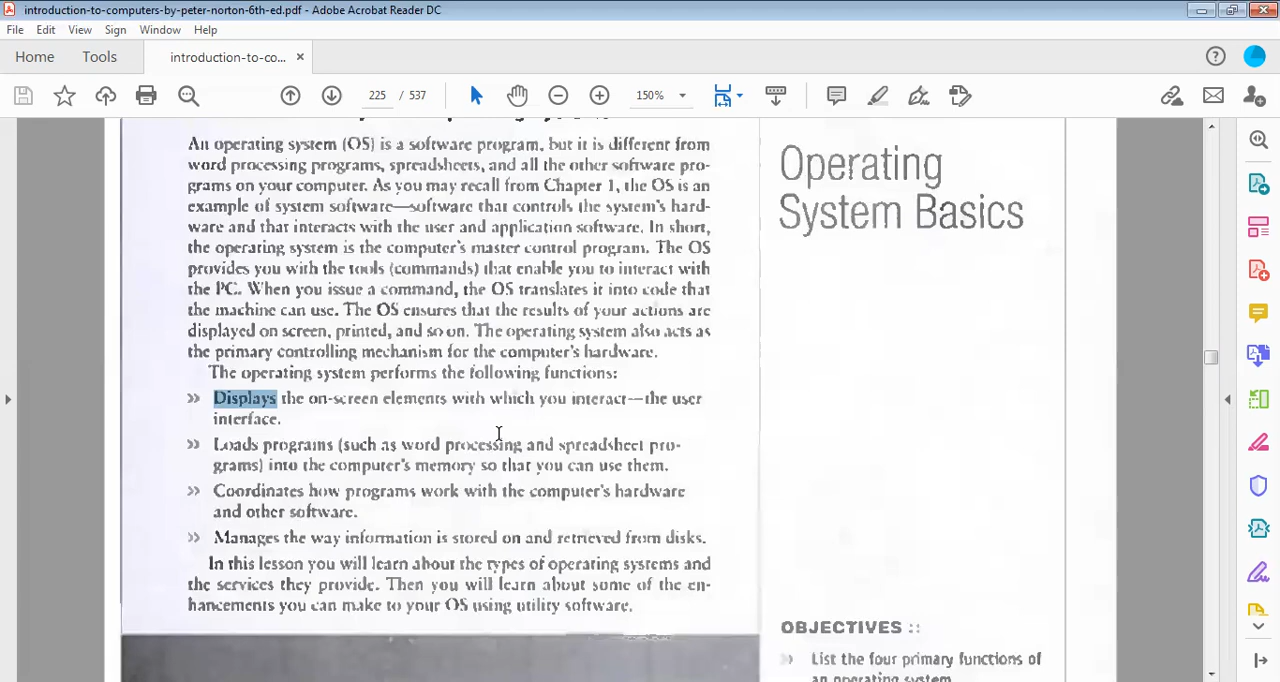 introduction-to-computers-by-peter-norton-6th-ed.pdf - Adobe Acrobat Reader DC
File Edit View Sign Window Help
Home Tools introduction-to-co... ×
225 / 537 150%
An operating system (OS) is a software program, but it is different from
word processing programs, spreadsheets, and all the other software pro-
grams on your computer. As you may recall from Chapter 1, the OS is an
example of system software—software that controls the system's hard-
ware and that interacts with the user and application software. In short,
the operating system is the computer's master control program. The OS
provides you with the tools (commands) that enable you to interact with
the PC. When you issue a command, the OS translates it into code that
the machine can use. The OS ensures that the results of your actions are
displayed on screen, printed, and so on. The operating system also acts as
the primary controlling mechanism for the computer's hardware.
The operating system performs the following functions:
» Displays the on-screen elements with which you interact—the user
interface.
» Loads programs (such as word processing and spreadsheet pro-
grams) into the computer's memory so that you can use them.
» Coordinates how programs work with the computer's hardware
and other software.
» Manages the way information is stored on and retrieved from disks.
In this lesson you will learn about the types of operating systems and
the services they provide. Then you will learn about some of the en-
hancements you can make to your OS using utility software.
Operating
System Basics
OBJECTIVES ::
» List the four primary functions of
an operating system